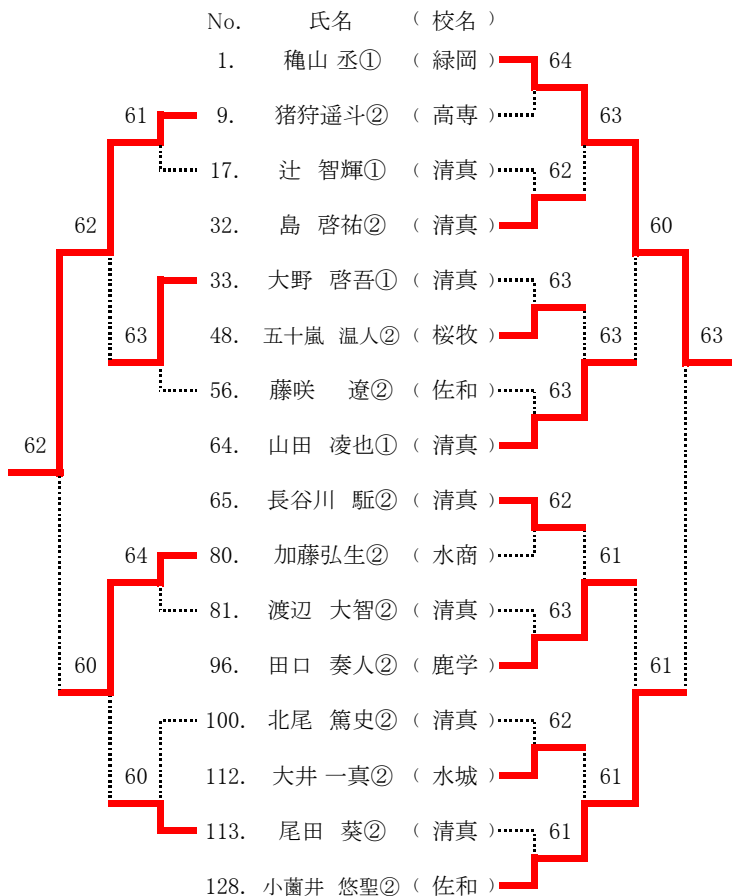 No. 氏名 （ 校名 ）
1. 穐山 丞① （ 緑岡 ） 64
61 9. 猪狩遥斗② （ 高専 ） 63
17. 辻 智輝① （ 清真 ） 62
62 32. 島 啓祐② （ 清真 ） 60
33. 大野 啓吾① （ 清真 ） 63
63 48. 五十嵐 温人② （ 桜牧 ） 63 63
56. 藤咲 遼② （ 佐和 ） 63
62 64. 山田 凌也① （ 清真 ）
65. 長谷川 駈② （ 清真 ） 62
64 80. 加藤弘生② （ 水商 ） 61
81. 渡辺 大智② （ 清真 ） 63
60 96. 田口 奏人② （ 鹿学 ） 61
100. 北尾 篤史② （ 清真 ） 62
60 112. 大井 一真② （ 水城 ） 61
113. 尾田 葵② （ 清真 ） 61
128. 小薗井 悠聖② （ 佐和 ）